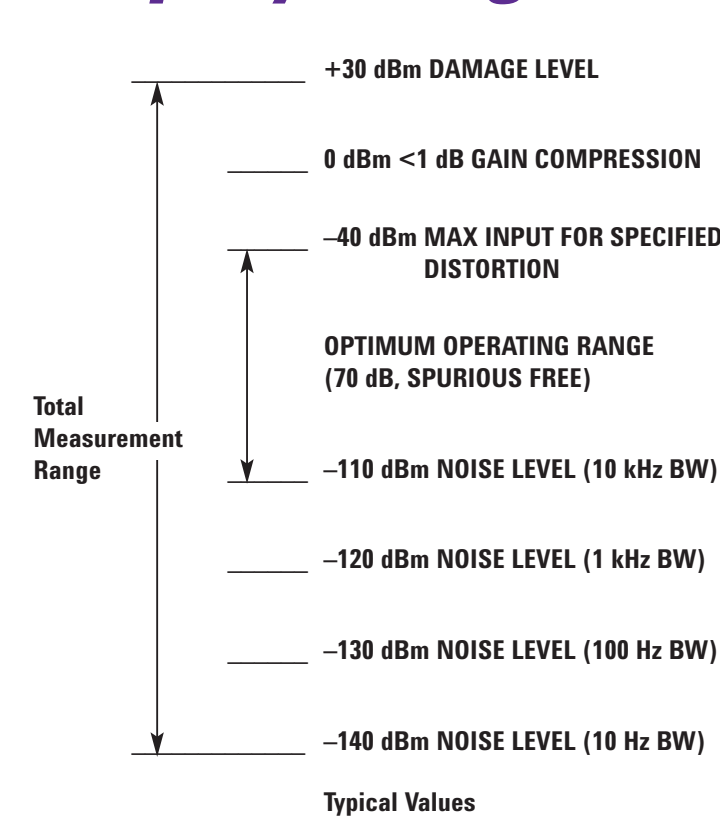 +30 dBm DAMAGE LEVEL
0 dBm <1 dB GAIN COMPRESSION
–40 dBm MAX INPUT FOR SPECIFIED
DISTORTION
OPTIMUM OPERATING RANGE
(70 dB, SPURIOUS FREE)
Total
Measurement
Range
–110 dBm NOISE LEVEL (10 kHz BW)
–120 dBm NOISE LEVEL (1 kHz BW)
–130 dBm NOISE LEVEL (100 Hz BW)
–140 dBm NOISE LEVEL (10 Hz BW)
Typical Values